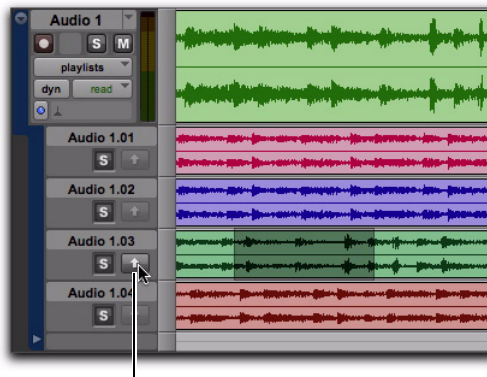 Audio 1
S M
playlists
dyn read
Audio 1.01
S
Audio 1.02
S
Audio 1.03
S
Audio 1.04
S